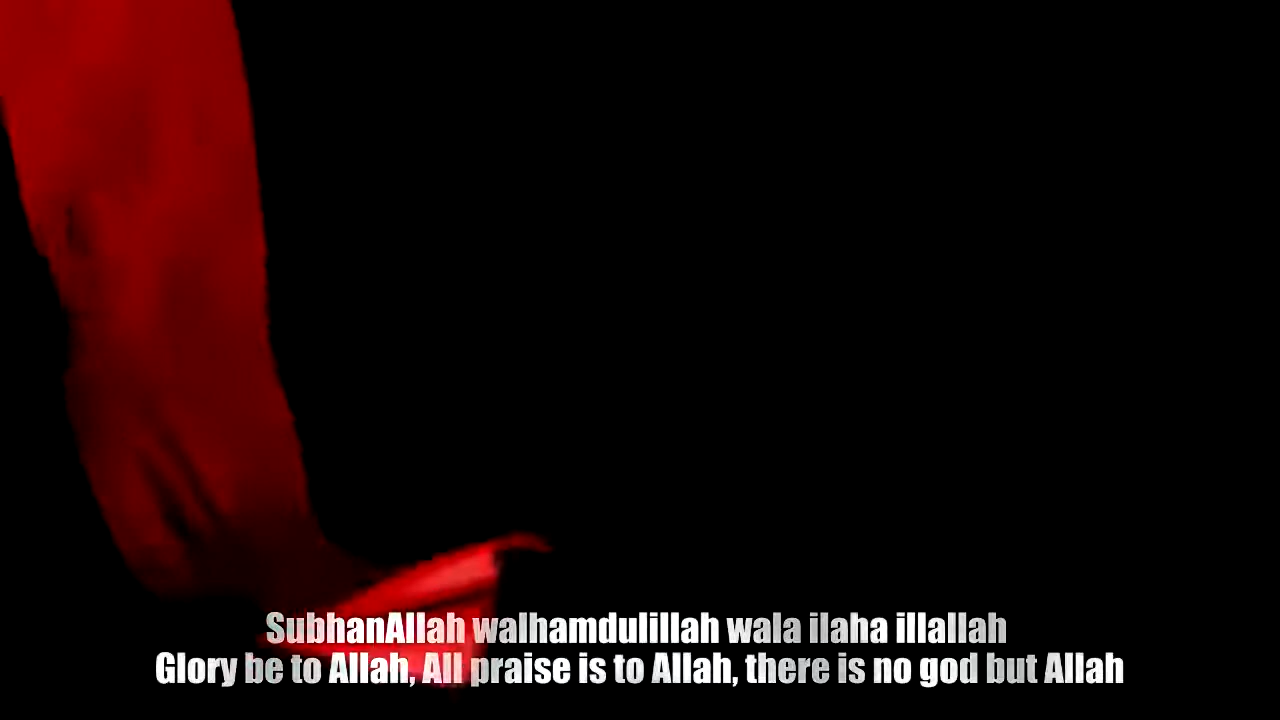 SubhanAllah walhamdulillah wala ilaha illallah
Glory be to Allah, All praise is to Allah, there is no god but Allah